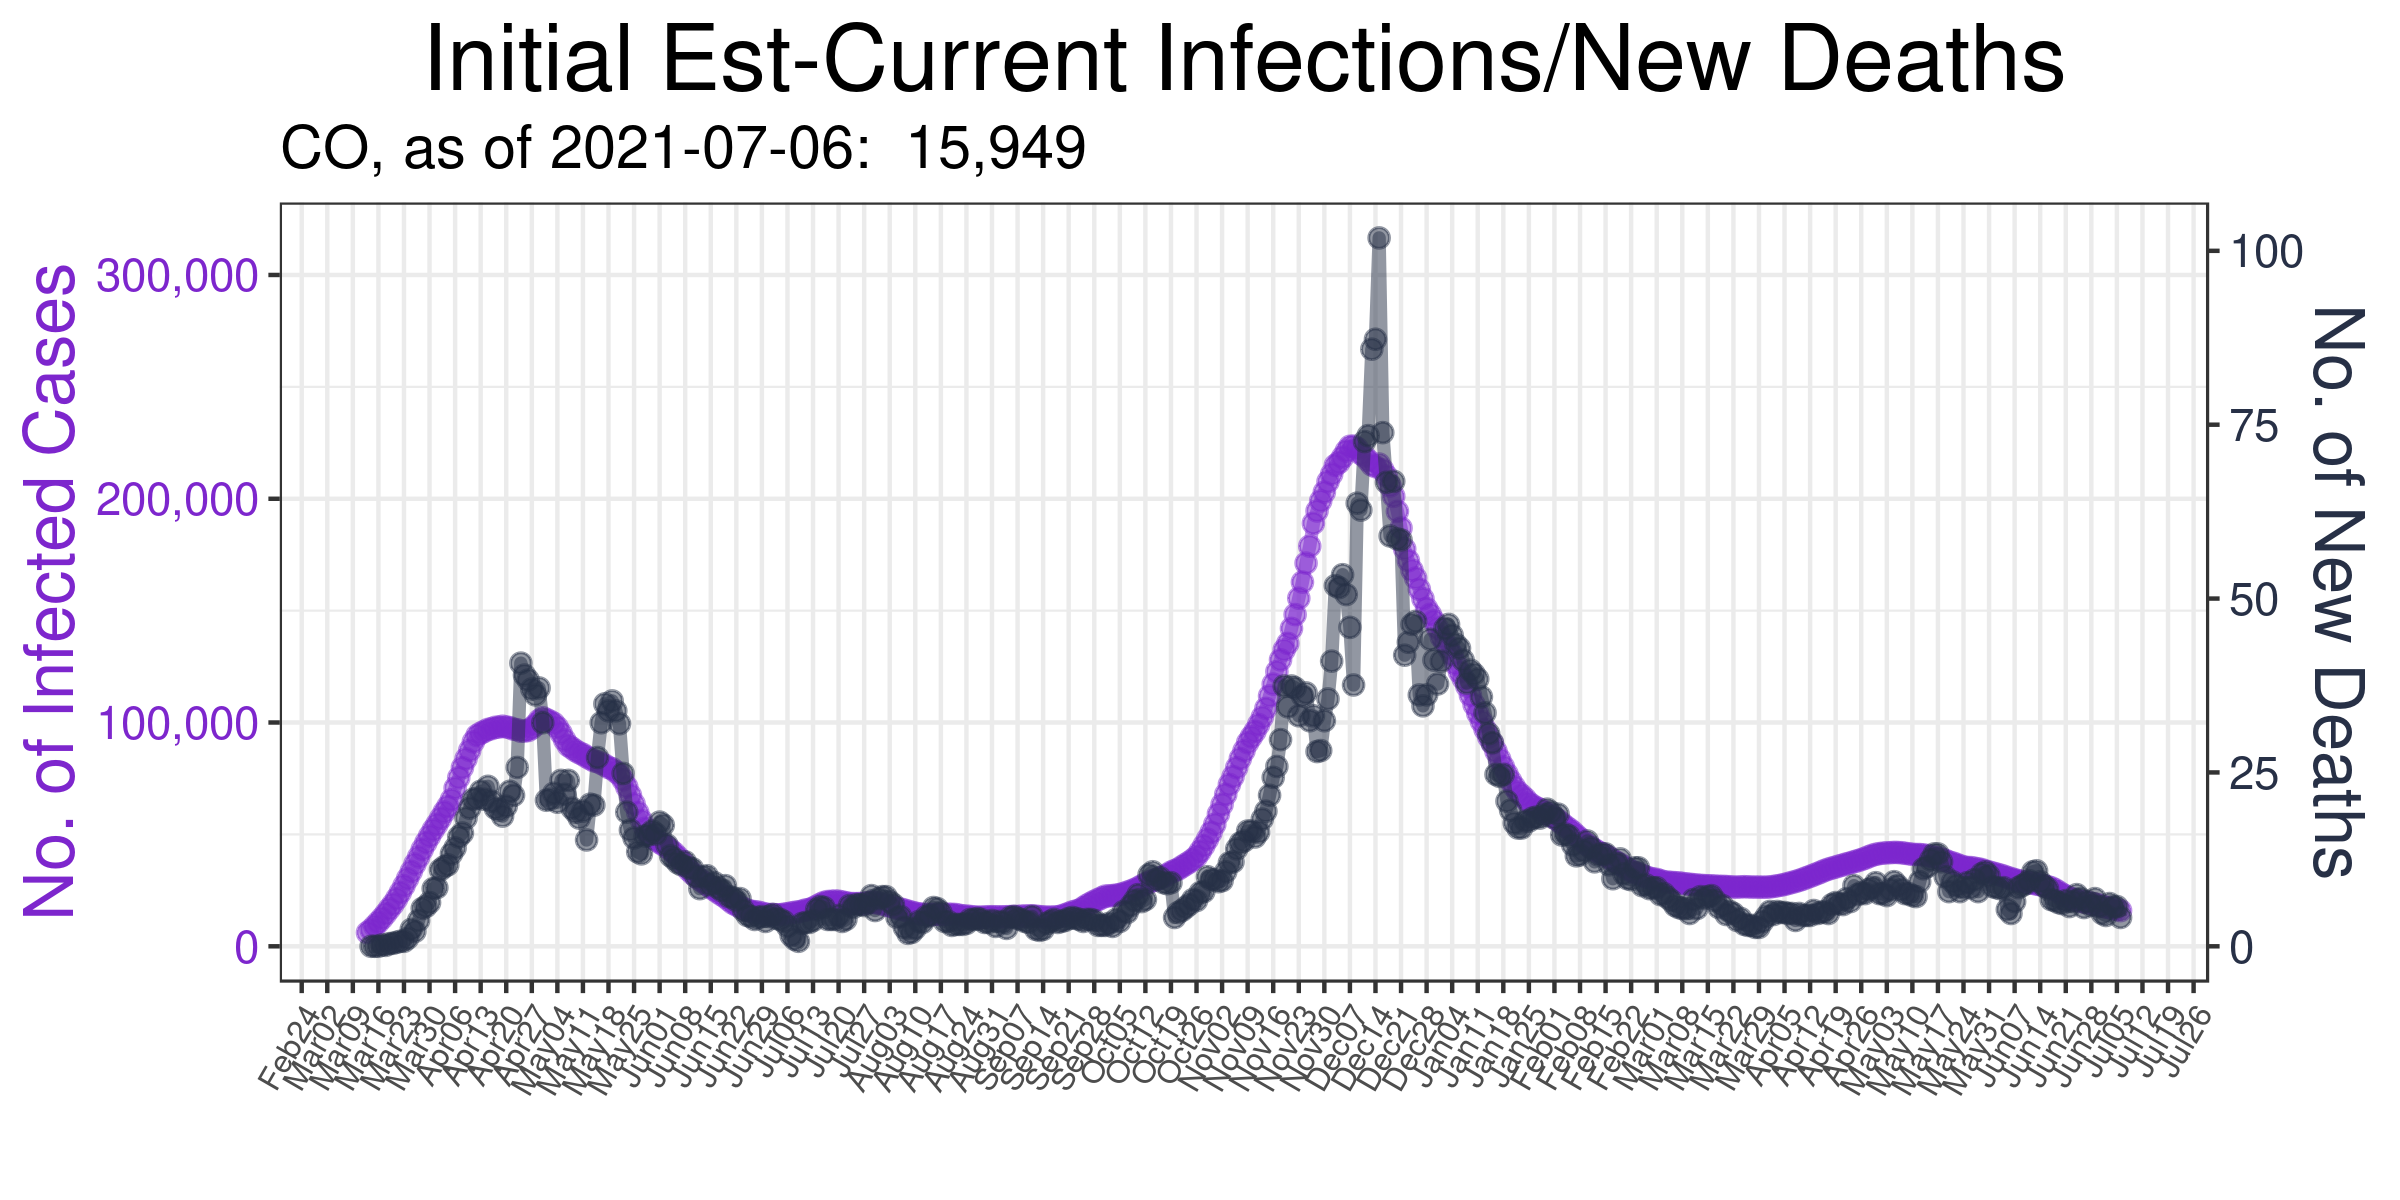 Initial Est-Current Infections/New Deaths
CO, as of 2021-07-06:  15,949
No. of Infected Cases
300,000
200,000
100,000
0
100
75
50
25
0
No. of New Deaths
Feb24
Mar02
Mar09
Mar16
Mar23
Mar30
Apr06
Apr13
Apr20
Apr27
May04
May11
May18
May25
Jun01
Jun08
Jun15
Jun22
Jun29
Jul06
Jul13
Jul20
Jul27
Aug03
Aug10
Aug17
Aug24
Aug31
Sep07
Sep14
Sep21
Sep28
Oct05
Oct12
Oct19
Oct26
Nov02
Nov09
Nov16
Nov23
Nov30
Dec07
Dec14
Dec21
Dec28
Jan04
Jan11
Jan18
Jan25
Feb01
Feb08
Feb15
Feb22
Mar01
Mar08
Mar15
Mar22
Mar29
Apr05
Apr12
Apr19
Apr26
May03
May10
May17
May24
May31
Jun07
Jun14
Jun21
Jun28
Jul05
Jul12
Jul19
Jul26